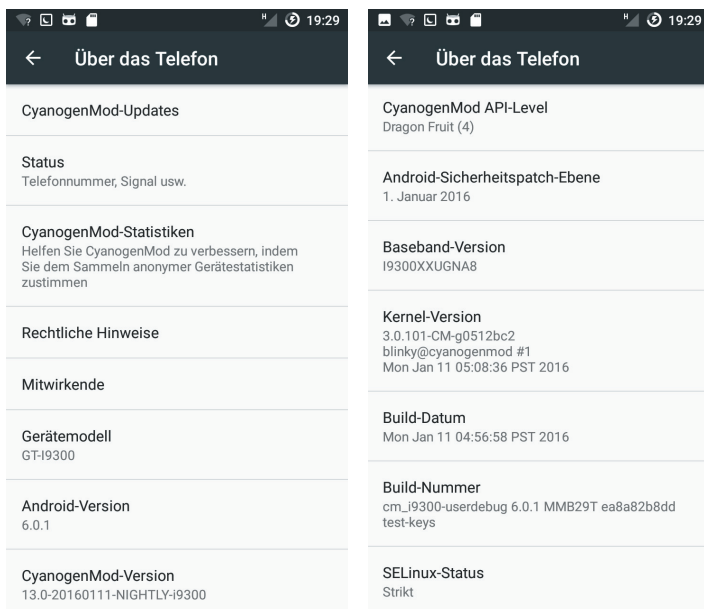 H 19:29
Über das Telefon
CyanogenMod-Updates
Status
Telefonnummer, Signal usw.
CyanogenMod-Statistiken
Helfen Sie CyanogenMod zu verbessern, indem
Sie dem Sammeln anonymer Gerätestatistiken
zustimmen
Rechtliche Hinweise
Mitwirkende
Gerätemodell
GT-I9300
Android-Version
6.0.1
CyanogenMod-Version
13.0-20160111-NIGHTLY-i9300
H 19:29
Über das Telefon
CyanogenMod API-Level
Dragon Fruit (4)
Android-Sicherheitspatch-Ebene
1. Januar 2016
Baseband-Version
I9300XXUGNA8
Kernel-Version
3.0.101-CM-g0512bc2
blinky@cyanogenmod #1
Mon Jan 11 05:08:36 PST 2016
Build-Datum
Mon Jan 11 04:56:58 PST 2016
Build-Nummer
cm_i9300-userdebug 6.0.1 MMB29T ea8a82b8dd
test-keys
SELinux-Status
Strikt